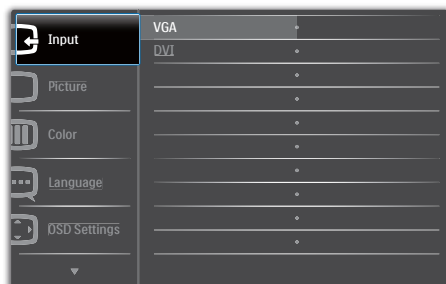 Input
VGA
DVI
Picture
Color
Language
OSD Settings